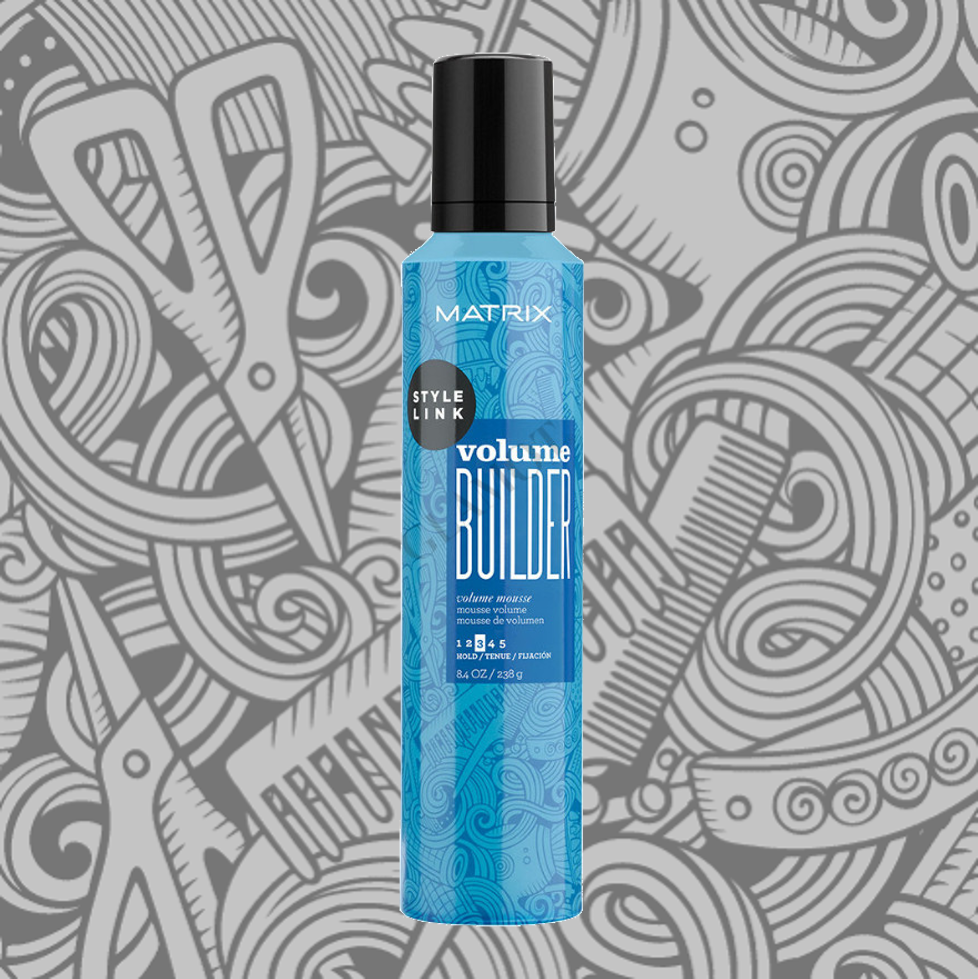 MATRIX
STYLE
LINK
volume
BUILDER
volume mousse
mousse volume
mousse de volumen
1 2 3 4 5
HOLD / TENUE / FIJACIÓN
8.4 OZ / 238 g